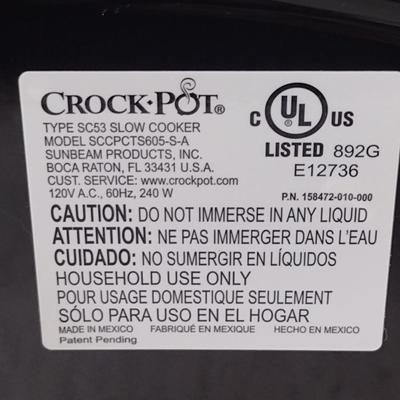 CROCK•POT®
TYPE SC53 SLOW COOKER
MODEL SCCPCTS605-S-A
SUNBEAM PRODUCTS, INC.
BOCA RATON, FL 33431 U.S.A.
CUST. SERVICE: www.crockpot.com
120V A.C., 60Hz, 240 W
C UL® US
LISTED 892G
E12736
P.N. 158472-010-000
CAUTION: DO NOT IMMERSE IN ANY LIQUID
ATTENTION: NE PAS IMMERGER DANS L'EAU
CUIDADO: NO SUMERGIR EN LÍQUIDOS
HOUSEHOLD USE ONLY
POUR USAGE DOMESTIQUE SEULEMENT
SÓLO PARA USO EN EL HOGAR
MADE IN MEXICO FABRIQUÉ EN MEXIQUE HECHO EN MEXICO
Patent Pending